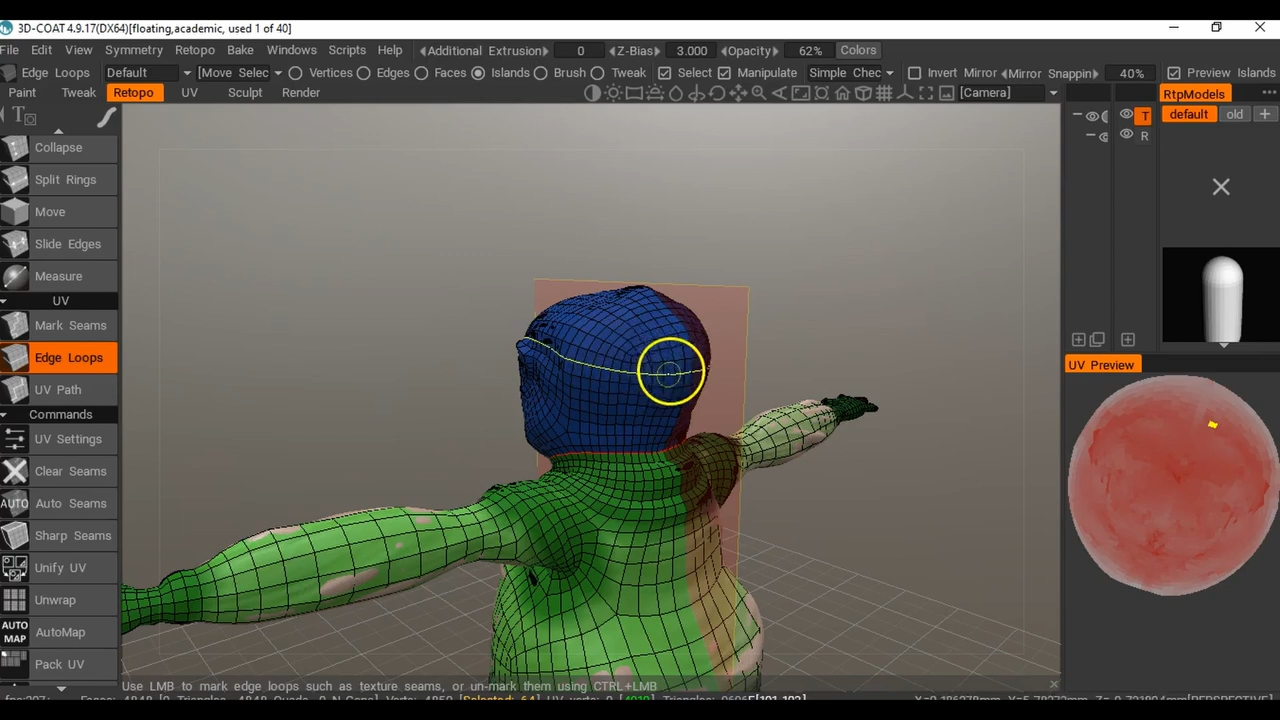 3D-COAT 4.9.17(DX64)[floating,academic, used 1 of 40]
File Edit View Symmetry Retopo Bake Windows Scripts Help Additional Extrusion 0 Z-Bias 3.000 Opacity 62% Colors
Edge Loops Default [Move Selec Vertices Edges Faces Islands Brush Tweak Select Manipulate Simple Chec Invert Mirror Mirror Snappin 40% Preview Islands
Paint Tweak Retopo UV Sculpt Render [Camera] RtpModels
default old +
T
R
Collapse
Split Rings
Move
Slide Edges
Measure
UV
Mark Seams
Edge Loops
UV Path
Commands
UV Settings
Clear Seams
AUTO Auto Seams
Sharp Seams
Unify UV
Unwrap
AUTO MAP AutoMap
Pack UV
UV Preview
Use LMB to mark edge loops such as texture seams, or un-mark them using CTRL+LMB